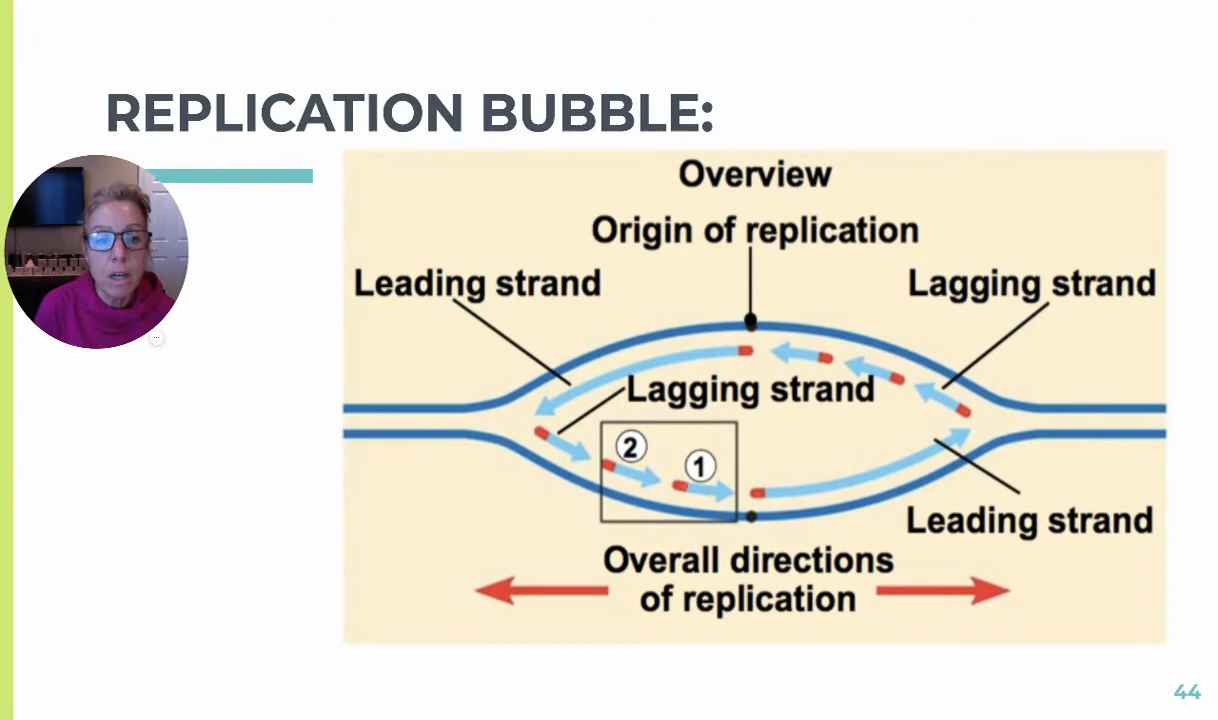 REPLICATION BUBBLE:
Overview
Origin of replication
Leading strand
Lagging strand
Lagging strand
2
1
Leading strand
Overall directions
of replication
44